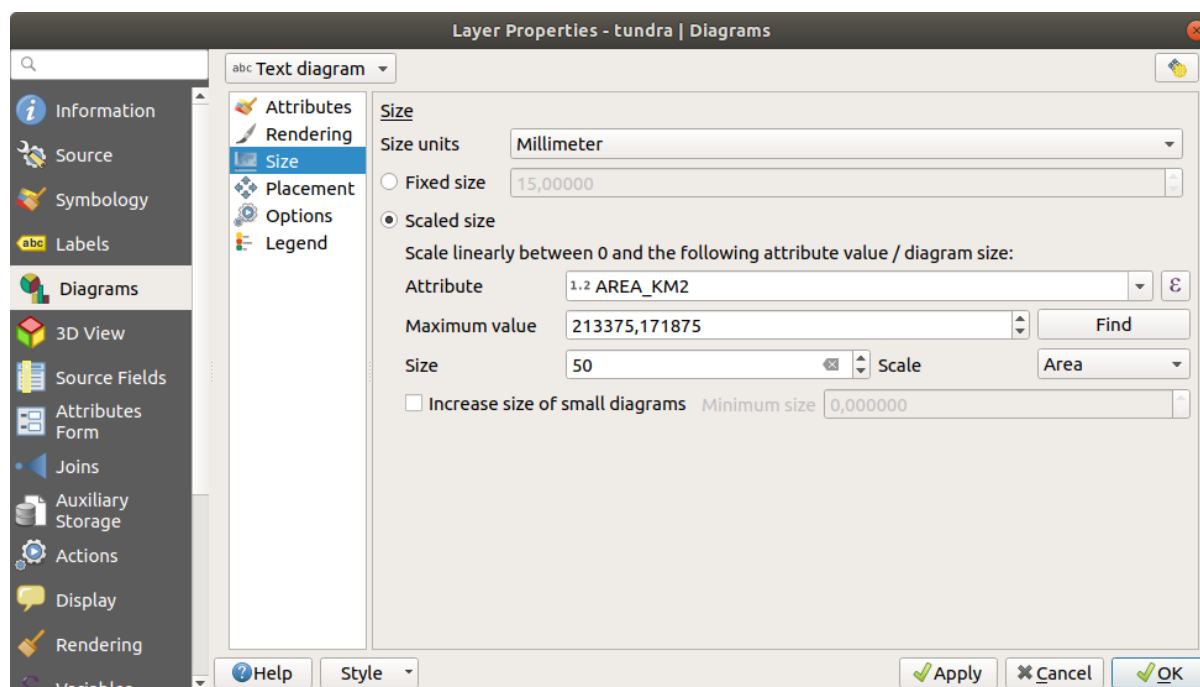 Layer Properties - tundra | Diagrams
abc Text diagram
Information
Source
Symbology
abc Labels
Diagrams
3D View
Source Fields
Attributes
Form
Joins
Auxiliary
Storage
Actions
Display
Rendering
Variables
Attributes
Rendering
Size
Placement
Options
Legend
Size
Size units Millimeter
Fixed size 15,00000
Scaled size
Scale linearly between 0 and the following attribute value / diagram size:
Attribute 1.2 AREA_KM2 ε
Maximum value 213375,171875 Find
Size 50 Scale Area
Increase size of small diagrams Minimum size 0,000000
Help Style Apply Cancel OK